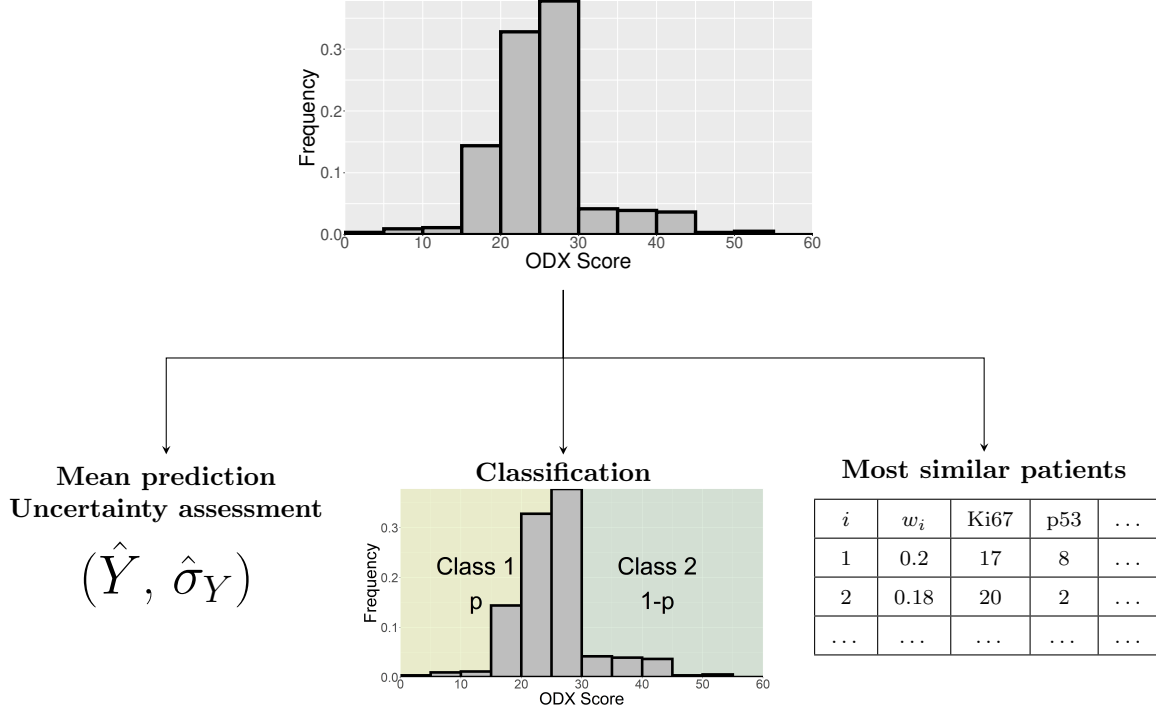 0.3
0.2
0.1
0.0
Frequency
0 10 20 30 40 50 60
ODX Score
Mean prediction
Uncertainty assessment
(Ŷ, σ̂_Y)
Classification
0.3
0.2
0.1
0.0
Frequency
Class 1
p
Class 2
1-p
0 10 20 30 40 50 60
ODX Score
Most similar patients
i w_i Ki67 p53 ...
1 0.2 17 8 ...
2 0.18 20 2 ...
... ... ... ... ...